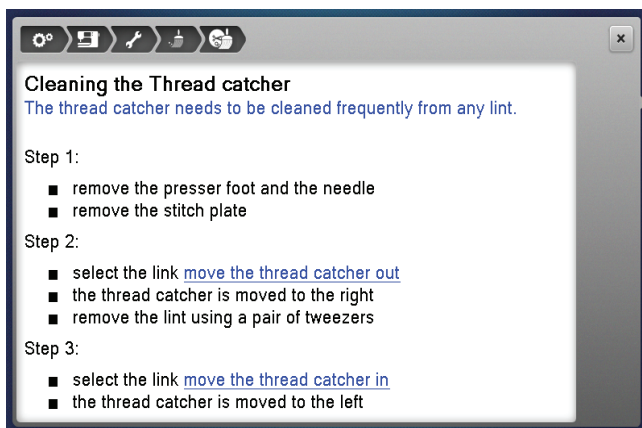 Cleaning the Thread catcher
The thread catcher needs to be cleaned frequently from any lint.
Step 1:
■ remove the presser foot and the needle
■ remove the stitch plate
Step 2:
■ select the link move the thread catcher out
■ the thread catcher is moved to the right
■ remove the lint using a pair of tweezers
Step 3:
■ select the link move the thread catcher in
■ the thread catcher is moved to the left